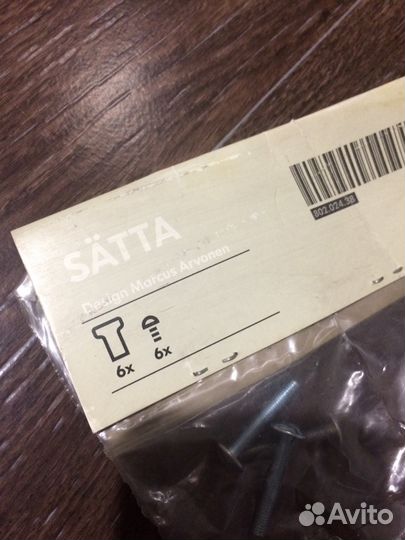 SÄTTA
Design Marcus Arvonen
802.024.38
6x 6x
Avito